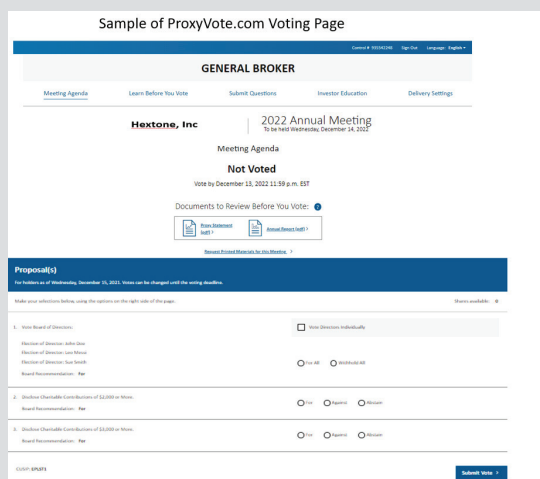 Sample of ProxyVote.com Voting Page
Control # Sign Out Language: English
GENERAL BROKER
Meeting Agenda Learn Before You Vote Submit Questions Investor Education Delivery Settings
Hextone, Inc 2022 Annual Meeting
To be held Wednesday, December 14, 2022
Meeting Agenda
Not Voted
Vote by December 13, 2022 11:59 p.m. EST
Documents to Review Before You Vote: ?
Proxy Statement (pdf) > Annual Report (pdf) >
Request Printed Materials for this Meeting >
Proposal(s)
For holders as of Wednesday, December 15, 2021. Votes can be changed until the voting deadline.
Make your selections below, using the options on the right side of the page. Shares available:
1. Vote Board of Directors: Vote Directors Individually
Election of Director: John Doe
Election of Director:
Election of Director: Sue Smith For All Withhold All
Board Recommendation: For
2. Disclose Charitable Contributions of $2,000 or More. For Against Abstain
Board Recommendation: For
3. Disclose Charitable Contributions of $3,000 or More. For Against Abstain
Board Recommendation: For
CUSIP:
Submit Vote >